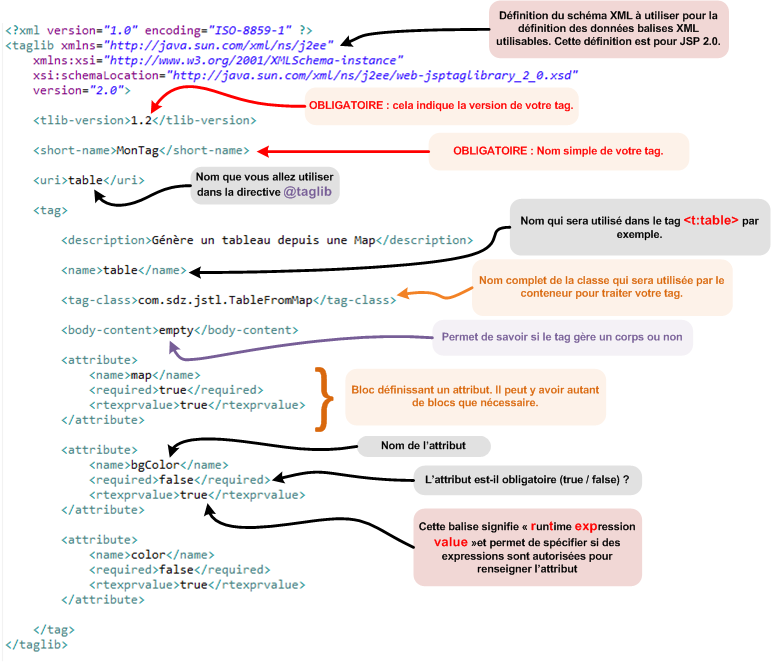 <?xml version="1.0" encoding="ISO-8859-1" ?>
<taglib xmlns="http://java.sun.com/xml/ns/j2ee"
xmlns:xsi="http://www.w3.org/2001/XMLSchema-instance"
xsi:schemaLocation="http://java.sun.com/xml/ns/j2ee/web-jsptaglibrary_2_0.xsd"
version="2.0">
Définition du schéma XML à utiliser pour la
définition des données balises XML
utilisables. Cette définition est pour JSP 2.0.
<tlib-version>1.2</tlib-version>
OBLIGATOIRE : cela indique la version de votre tag.
<short-name>MonTag</short-name>
OBLIGATOIRE : Nom simple de votre tag.
<uri>table</uri>
Nom que vous allez utiliser
dans la directive @taglib
<tag>
Nom qui sera utilisé dans le tag <t:table> par
exemple.
<description>Génère un tableau depuis une Map</description>
<name>table</name>
<tag-class>com.sdz.jstl.TableFromMap</tag-class>
Nom complet de la classe qui sera utilisée par le
conteneur pour traiter votre tag.
<body-content>empty</body-content>
Permet de savoir si le tag gère un corps ou non
<attribute>
<name>map</name>
<required>true</required>
<rtexprvalue>true</rtexprvalue>
</attribute>
}
Bloc définissant un attribut. Il peut y avoir autant
de blocs que nécessaire.
<attribute>
Nom de l'attribut
<name>bgColor</name>
<required>false</required>
L'attribut est-il obligatoire (true / false) ?
<rtexprvalue>true</rtexprvalue>
</attribute>
Cette balise signifie « runtime expression
value »et permet de spécifier si des
expressions sont autorisées pour
renseigner l'attribut
<attribute>
<name>color</name>
<required>false</required>
<rtexprvalue>true</rtexprvalue>
</attribute>
</tag>
</taglib>